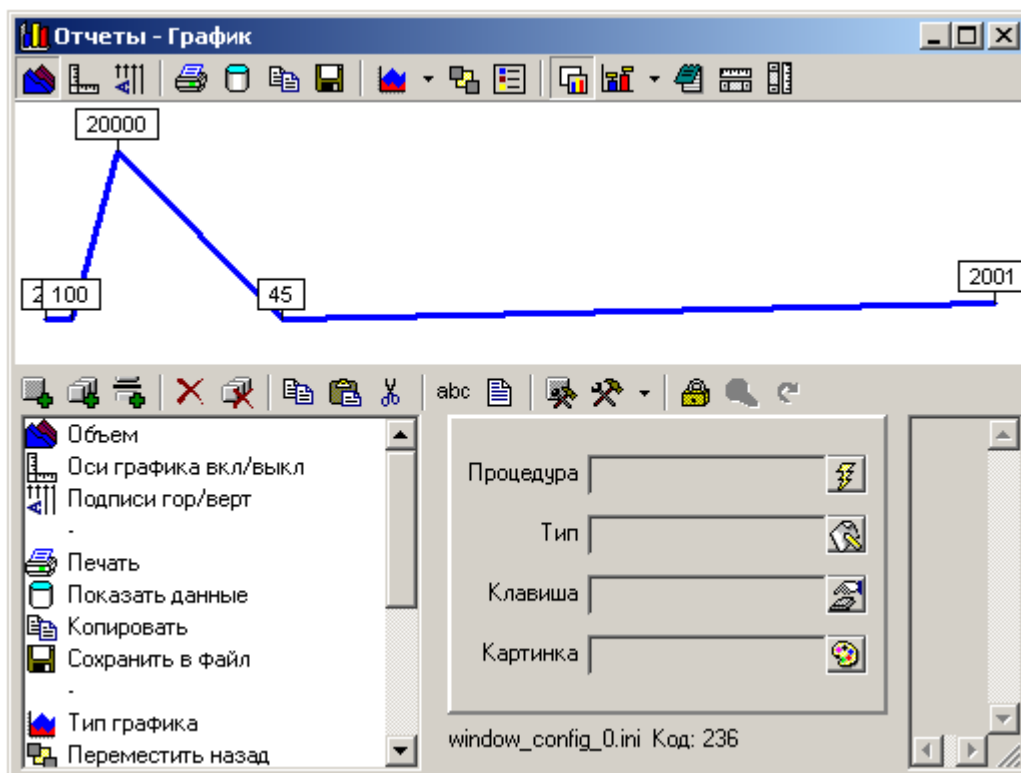 Отчеты - График
20000
2
100
45
2001
abc
Объем
Оси графика вкл/выкл
Подписи гор/верт
-
Печать
Показать данные
Копировать
Сохранить в файл
-
Тип графика
Переместить назад
Процедура
Тип
Клавиша
Картинка
window_config_0.ini Код: 236